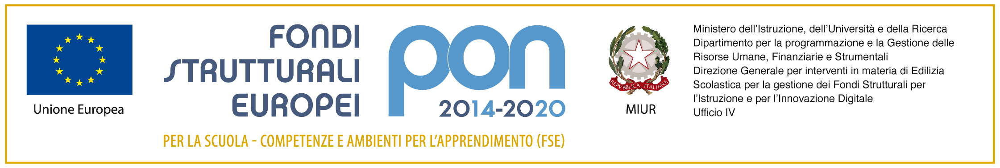 Unione Europea
FONDI
STRUTTURALI
EUROPEI
pon
2014-2020
PER LA SCUOLA - COMPETENZE E AMBIENTI PER L'APPRENDIMENTO (FSE)
REPVBBLICA ITALIANA
MIUR
Ministero dell'Istruzione, dell'Università e della Ricerca
Dipartimento per la programmazione e la Gestione delle
Risorse Umane, Finanziarie e Strumentali
Direzione Generale per interventi in materia di Edilizia
Scolastica per la gestione dei Fondi Strutturali per
l'Istruzione e per l'Innovazione Digitale
Ufficio IV